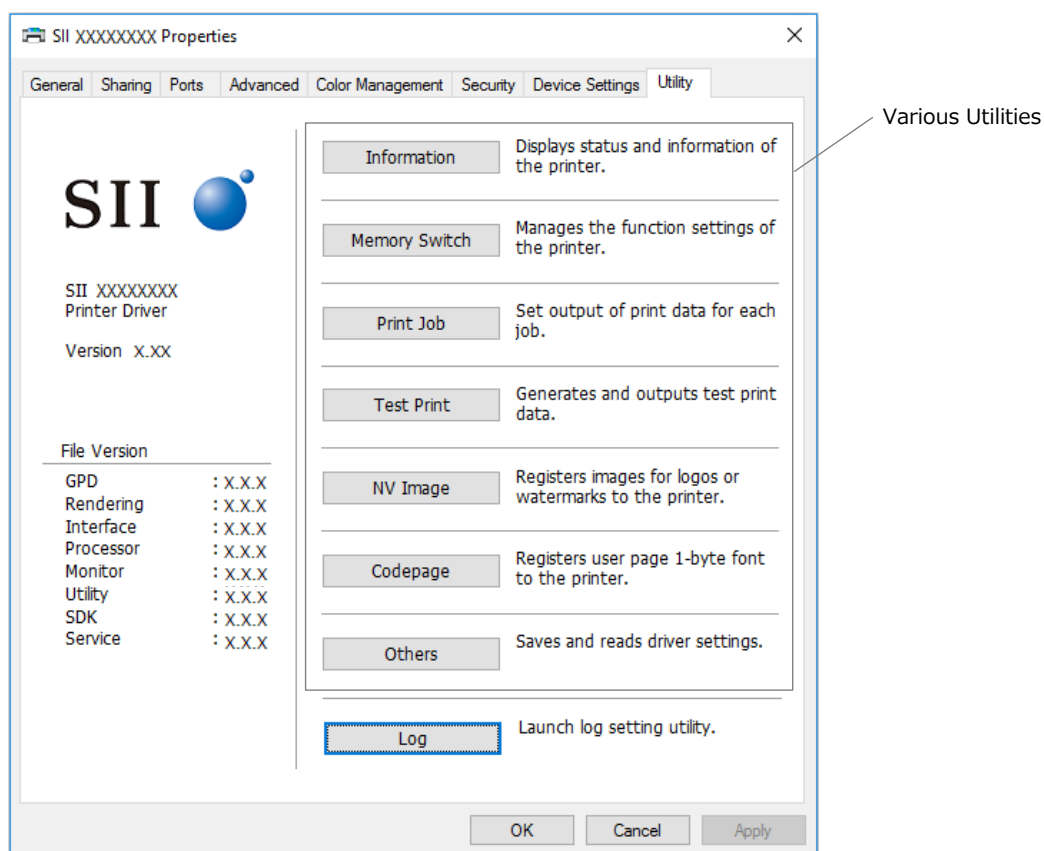 SII XXXXXXXX Properties
General Sharing Ports Advanced Color Management Security Device Settings Utility
Various Utilities
SII
SII XXXXXXXX
Printer Driver
Version X.XX
File Version
GPD : X.X.X
Rendering : X.X.X
Interface : X.X.X
Processor : X.X.X
Monitor : X.X.X
Utility : X.X.X
SDK : X.X.X
Service : X.X.X
Information
Displays status and information of
the printer.
Memory Switch
Manages the function settings of
the printer.
Print Job
Set output of print data for each
job.
Test Print
Generates and outputs test print
data.
NV Image
Registers images for logos or
watermarks to the printer.
Codepage
Registers user page 1-byte font
to the printer.
Others
Saves and reads driver settings.
Log
Launch log setting utility.
OK Cancel Apply